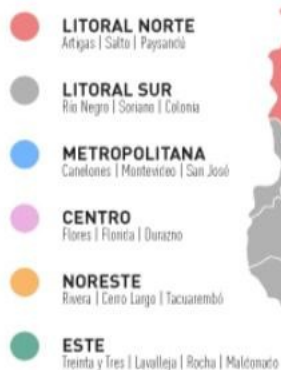 LITORAL NORTE
Artigas | Salto | Paysandú
LITORAL SUR
Río Negro | Soriano | Colonia
METROPOLITANA
Canelones | Montevideo | San José
CENTRO
Flores | Florida | Durazno
NORESTE
Rivera | Cerro Largo | Tacuarembó
ESTE
Treinta y Tres | Lavalleja | Rocha | Maldonado